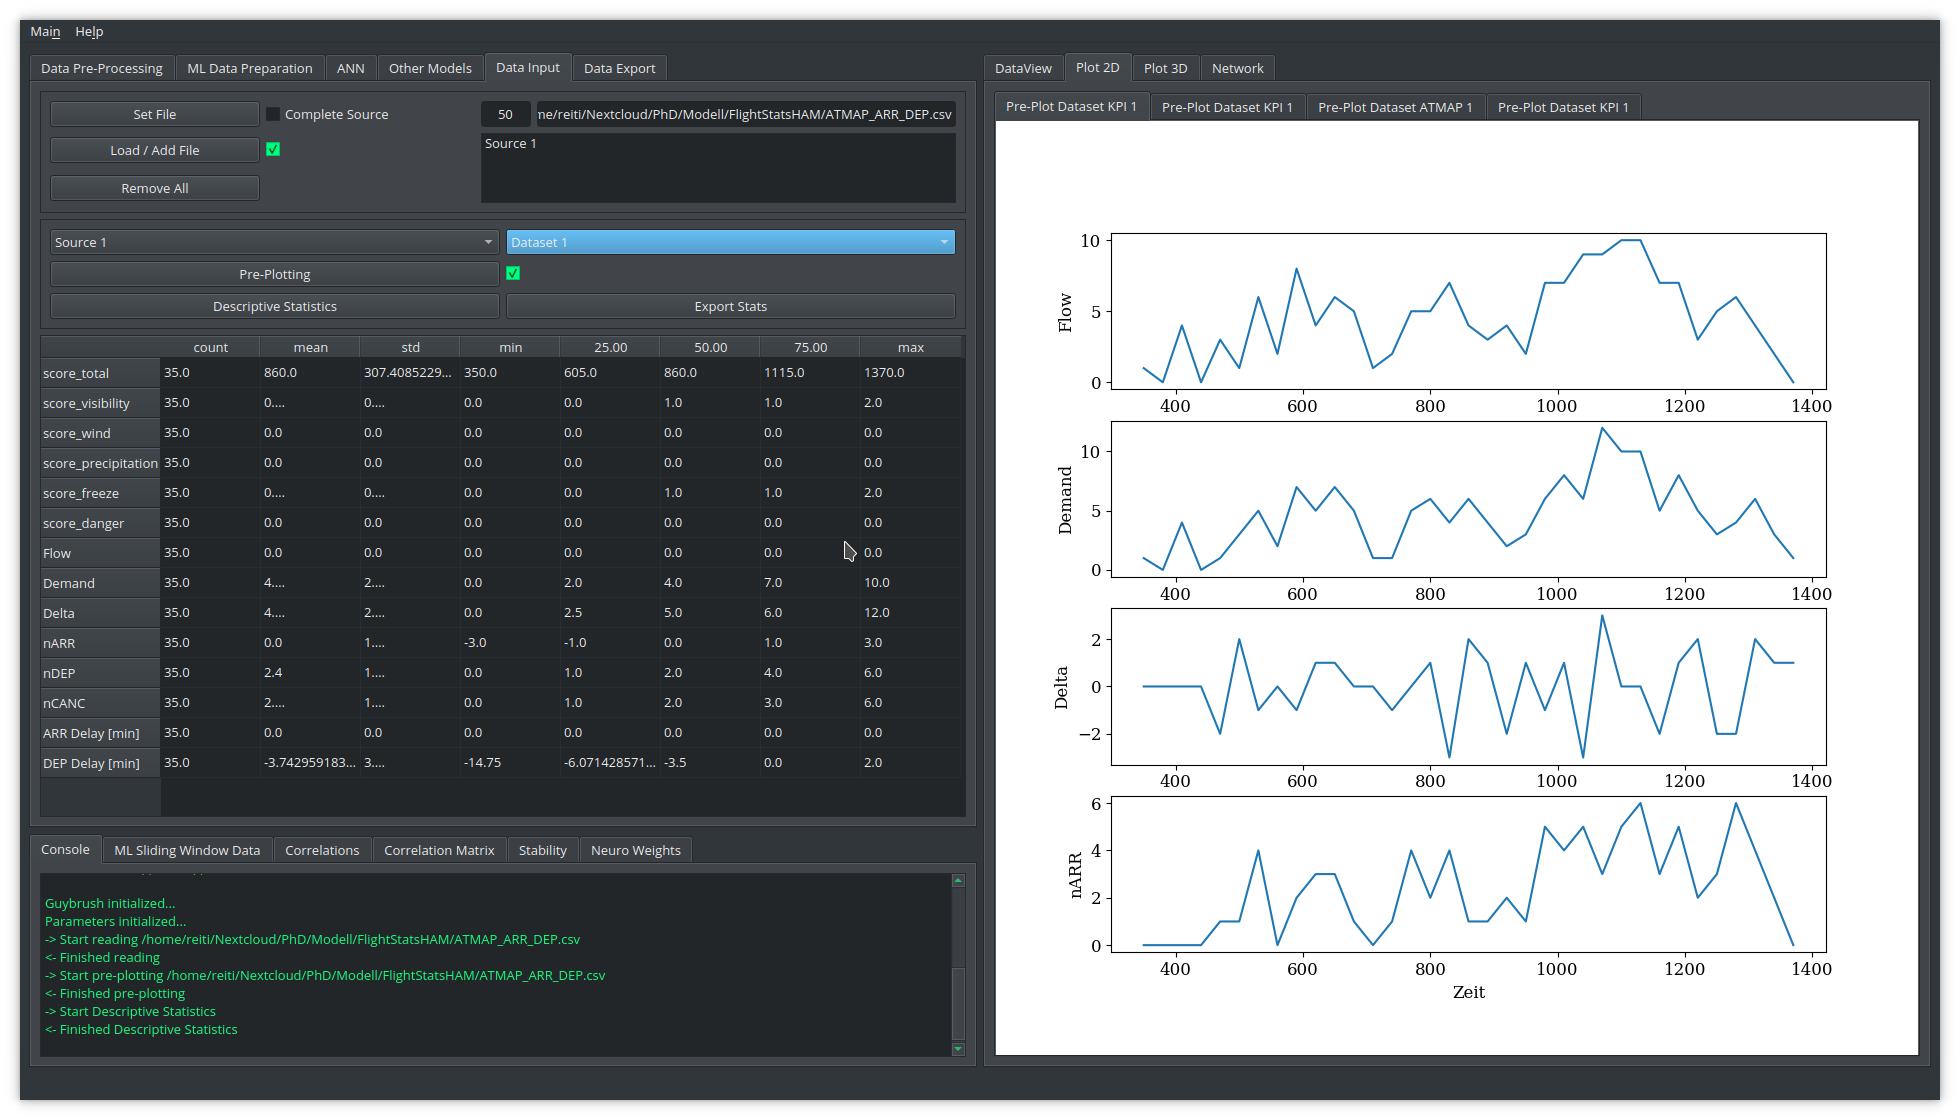 Main Help
Data Pre-Processing ML Data Preparation ANN Other Models Data Input Data Export
Set File Complete Source 50 ne/reiti/Nextcloud/PhD/Modell/FlightStatsHAM/ATMAP_ARR_DEP.csv
Load / Add File Source 1
Remove All
Source 1 Dataset 1
Pre-Plotting
Descriptive Statistics Export Stats
count mean std min 25.00 50.00 75.00 max
score_total 35.0 860.0 307.4085229... 350.0 605.0 860.0 1115.0 1370.0
score_visibility 35.0 0.... 0.... 0.0 0.0 1.0 1.0 2.0
score_wind 35.0 0.0 0.0 0.0 0.0 0.0 0.0 0.0
score_precipitation 35.0 0.0 0.0 0.0 0.0 0.0 0.0 0.0
score_freeze 35.0 0.... 0.... 0.0 0.0 1.0 1.0 2.0
score_danger 35.0 0.0 0.0 0.0 0.0 0.0 0.0 0.0
Flow 35.0 0.0 0.0 0.0 0.0 0.0 0.0 0.0
Demand 35.0 4.... 2.... 0.0 2.0 4.0 7.0 10.0
Delta 35.0 4.... 2.... 0.0 2.5 5.0 6.0 12.0
nARR 35.0 0.0 1.... -3.0 -1.0 0.0 1.0 3.0
nDEP 35.0 2.4 1.... 0.0 1.0 2.0 4.0 6.0
nCANC 35.0 2.... 1.... 0.0 1.0 2.0 3.0 6.0
ARR Delay [min] 35.0 0.0 0.0 0.0 0.0 0.0 0.0 0.0
DEP Delay [min] 35.0 -3.742959183... 3.... -14.75 -6.071428571... -3.5 0.0 2.0
Console ML Sliding Window Data Correlations Correlation Matrix Stability Neuro Weights
Guybrush initialized...
Parameters initialized...
-> Start reading /home/reiti/Nextcloud/PhD/Modell/FlightStatsHAM/ATMAP_ARR_DEP.csv
<- Finished reading
-> Start pre-plotting /home/reiti/Nextcloud/PhD/Modell/FlightStatsHAM/ATMAP_ARR_DEP.csv
<- Finished pre-plotting
-> Start Descriptive Statistics
<- Finished Descriptive Statistics
DataView Plot 2D Plot 3D Network
Pre-Plot Dataset KPI 1 Pre-Plot Dataset KPI 1 Pre-Plot Dataset ATMAP 1 Pre-Plot Dataset KPI 1
Flow
10
5
0
400 600 800 1000 1200 1400
Demand
10
5
0
400 600 800 1000 1200 1400
Delta
2
0
−2
400 600 800 1000 1200 1400
nARR
6
4
2
0
400 600 800 1000 1200 1400
Zeit